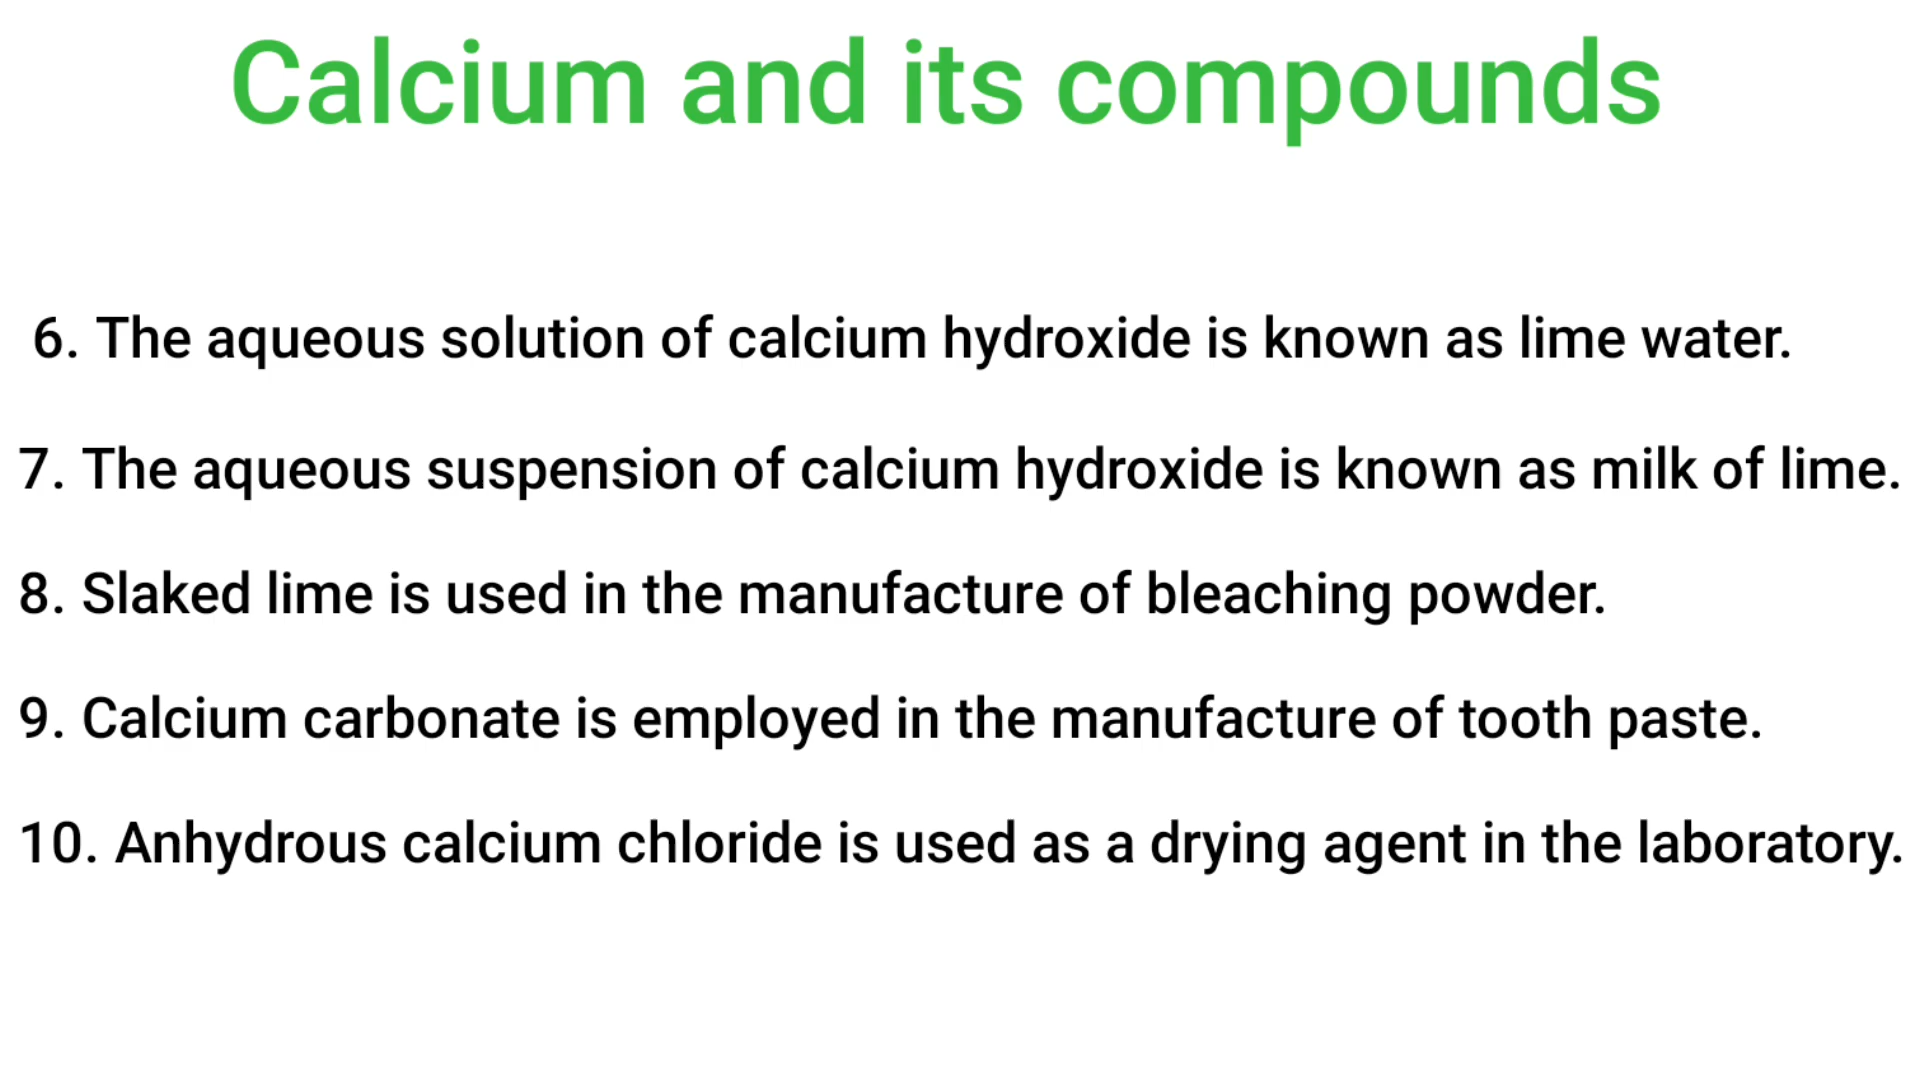 Calcium and its compounds
6. The aqueous solution of calcium hydroxide is known as lime water.
7. The aqueous suspension of calcium hydroxide is known as milk of lime.
8. Slaked lime is used in the manufacture of bleaching powder.
9. Calcium carbonate is employed in the manufacture of tooth paste.
10. Anhydrous calcium chloride is used as a drying agent in the laboratory.